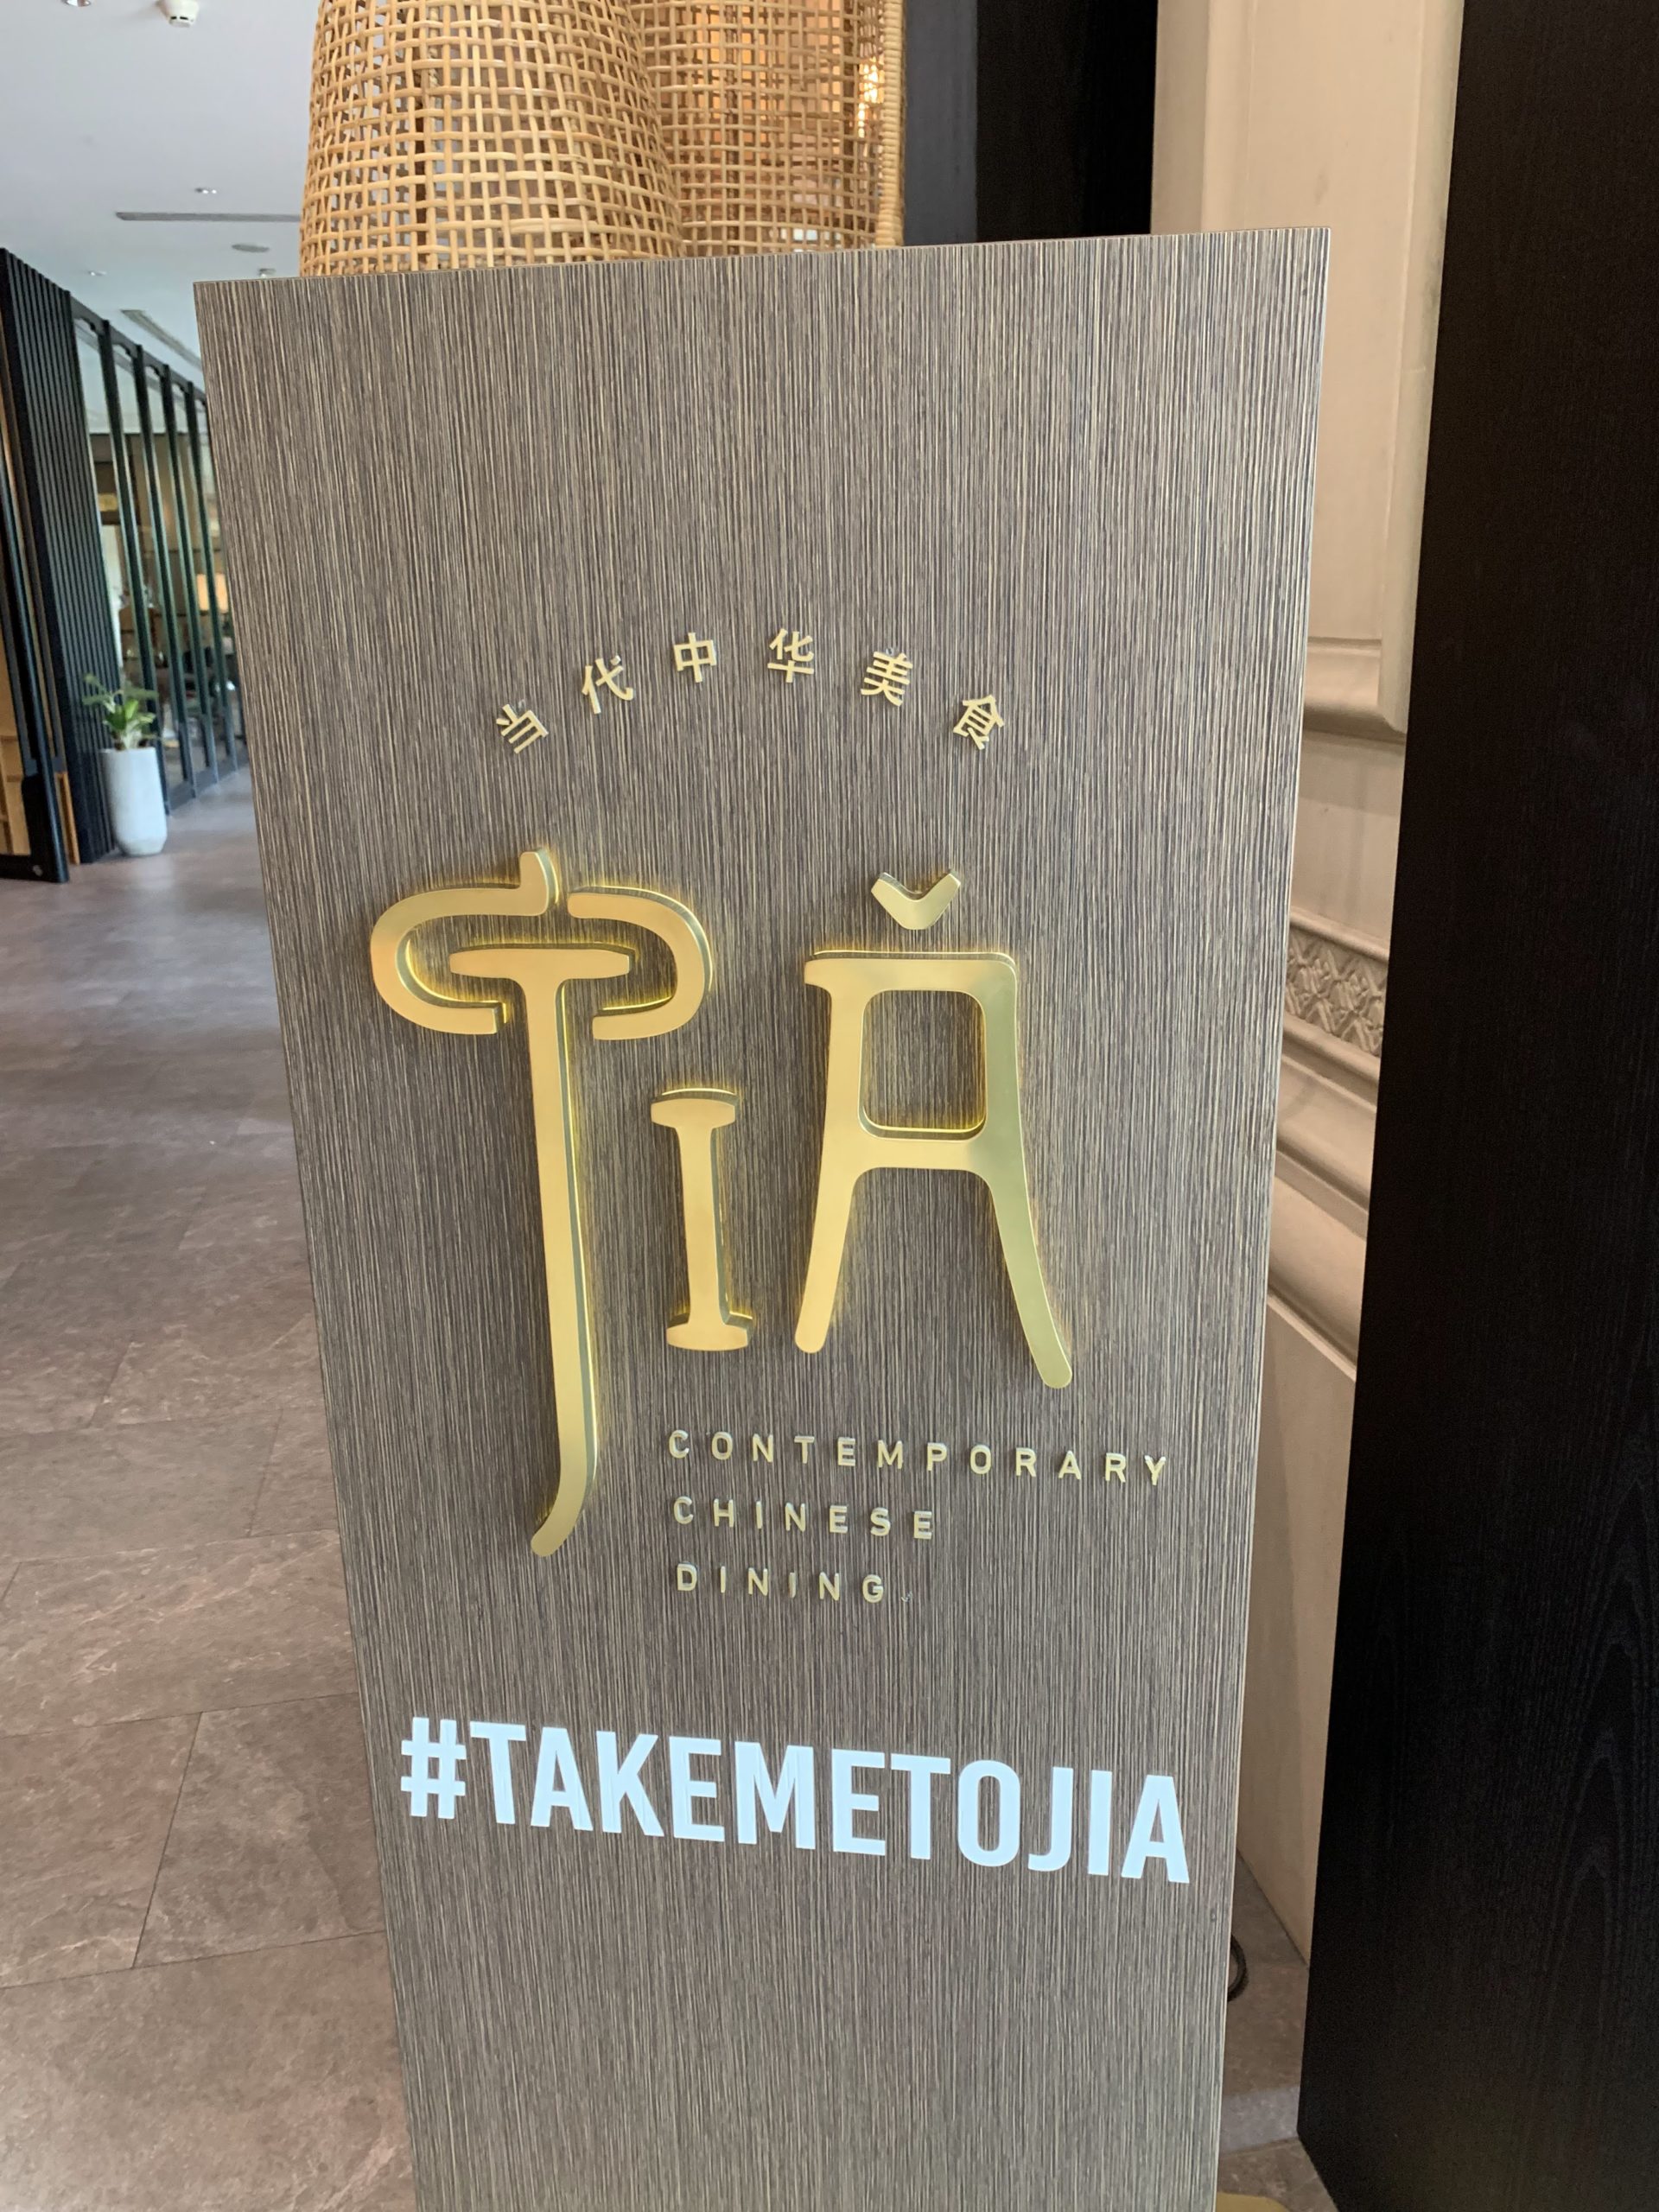 当代中华美食
JIǍ
CONTEMPORARY
CHINESE
DINING
#TAKEMETOJIA